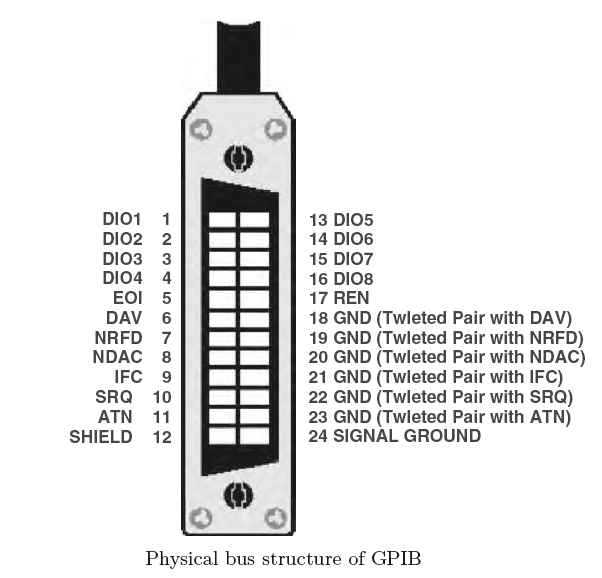 DIO1 1
DIO2 2
DIO3 3
DIO4 4
EOI 5
DAV 6
NRFD 7
NDAC 8
IFC 9
SRQ 10
ATN 11
SHIELD 12
13 DIO5
14 DIO6
15 DIO7
16 DIO8
17 REN
18 GND (Twleted Pair with DAV)
19 GND (Twleted Pair with NRFD)
20 GND (Twleted Pair with NDAC)
21 GND (Twleted Pair with IFC)
22 GND (Twleted Pair with SRQ)
23 GND (Twleted Pair with ATN)
24 SIGNAL GROUND
Physical bus structure of GPIB